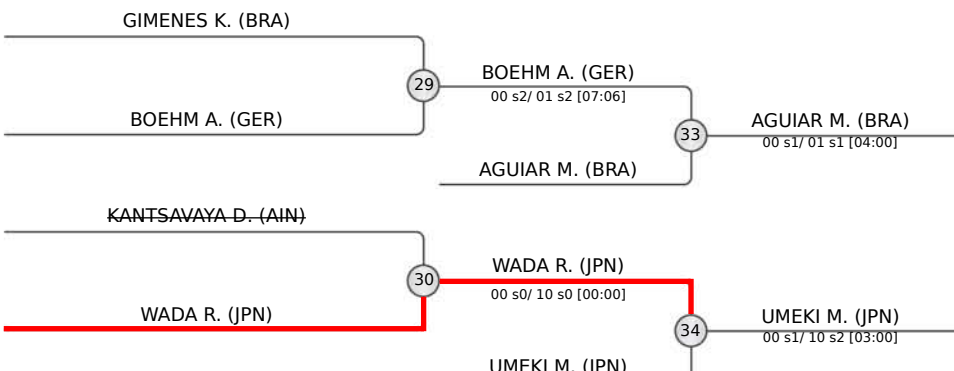 GIMENES K. (BRA)
29
BOEHM A. (GER)
BOEHM A. (GER)
00 s2/ 01 s2 [07:06]
33
AGUIAR M. (BRA)
AGUIAR M. (BRA)
00 s1/ 01 s1 [04:00]
KANTSAVAYA D. (AIN)
30
WADA R. (JPN)
WADA R. (JPN)
00 s0/ 10 s0 [00:00]
34
UMEKI M. (JPN)
UMEKI M. (JPN)
00 s1/ 10 s2 [03:00]